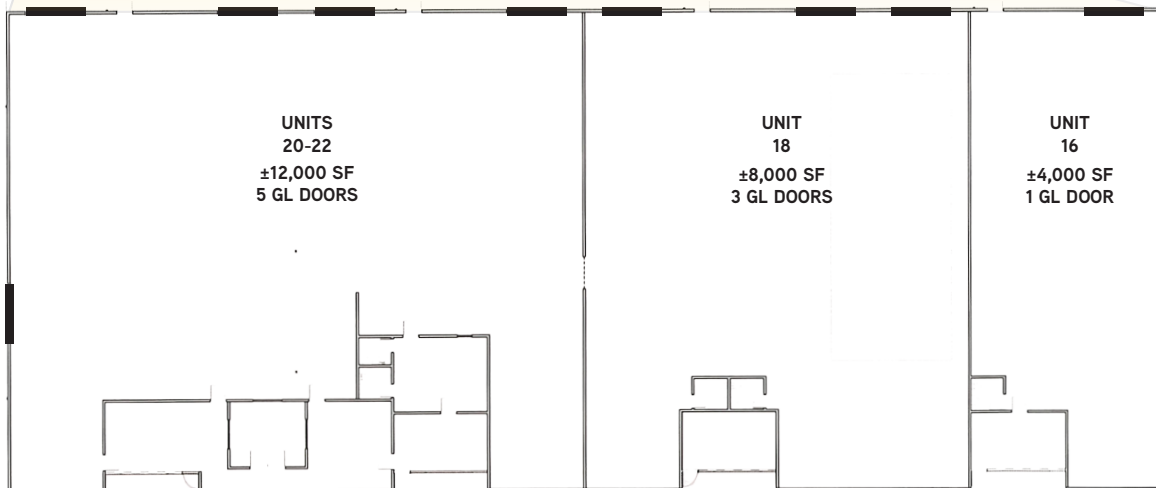 UNITS
20-22
±12,000 SF
5 GL DOORS
UNIT
18
±8,000 SF
3 GL DOORS
UNIT
16
±4,000 SF
1 GL DOOR